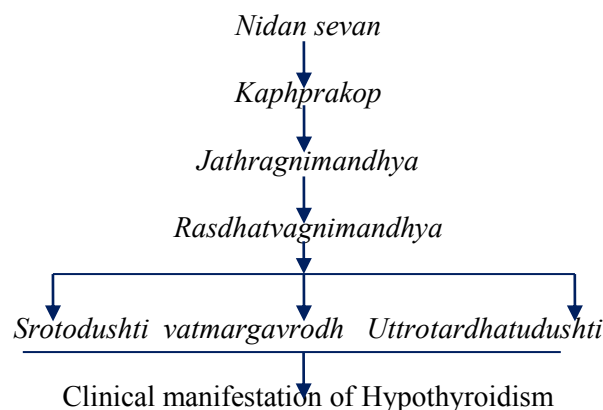 Nidan sevan
Kaphprakop
Jathragnimandhya
Rasdhatvagnimandhya
Srotodushti vatmargavrodh Uttrotardhatudushti
Clinical manifestation of Hypothyroidism